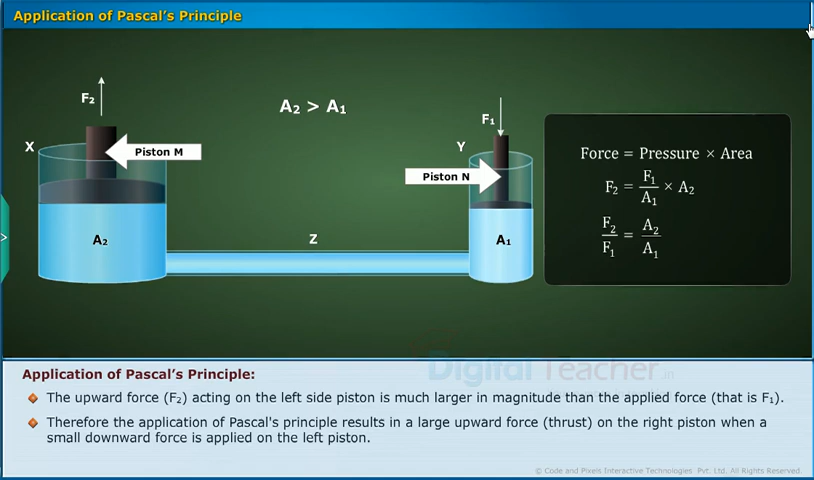 Application of Pascal's Principle
F₂
A₂ > A₁
F₁
X
Piston M
Y
Piston N
A₂
Z
A₁
Force = Pressure × Area
F₂ = F₁/A₁ × A₂
F₂/F₁ = A₂/A₁
Digital Teacher.in
Application of Pascal's Principle:
The upward force (F₂) acting on the left side piston is much larger in magnitude than the applied force (that is F₁).
Therefore the application of Pascal's principle results in a large upward force (thrust) on the right piston when a
small downward force is applied on the left piston.
© Code and Pixels Interactive Technologies Pvt. Ltd. All Rights Reserved.